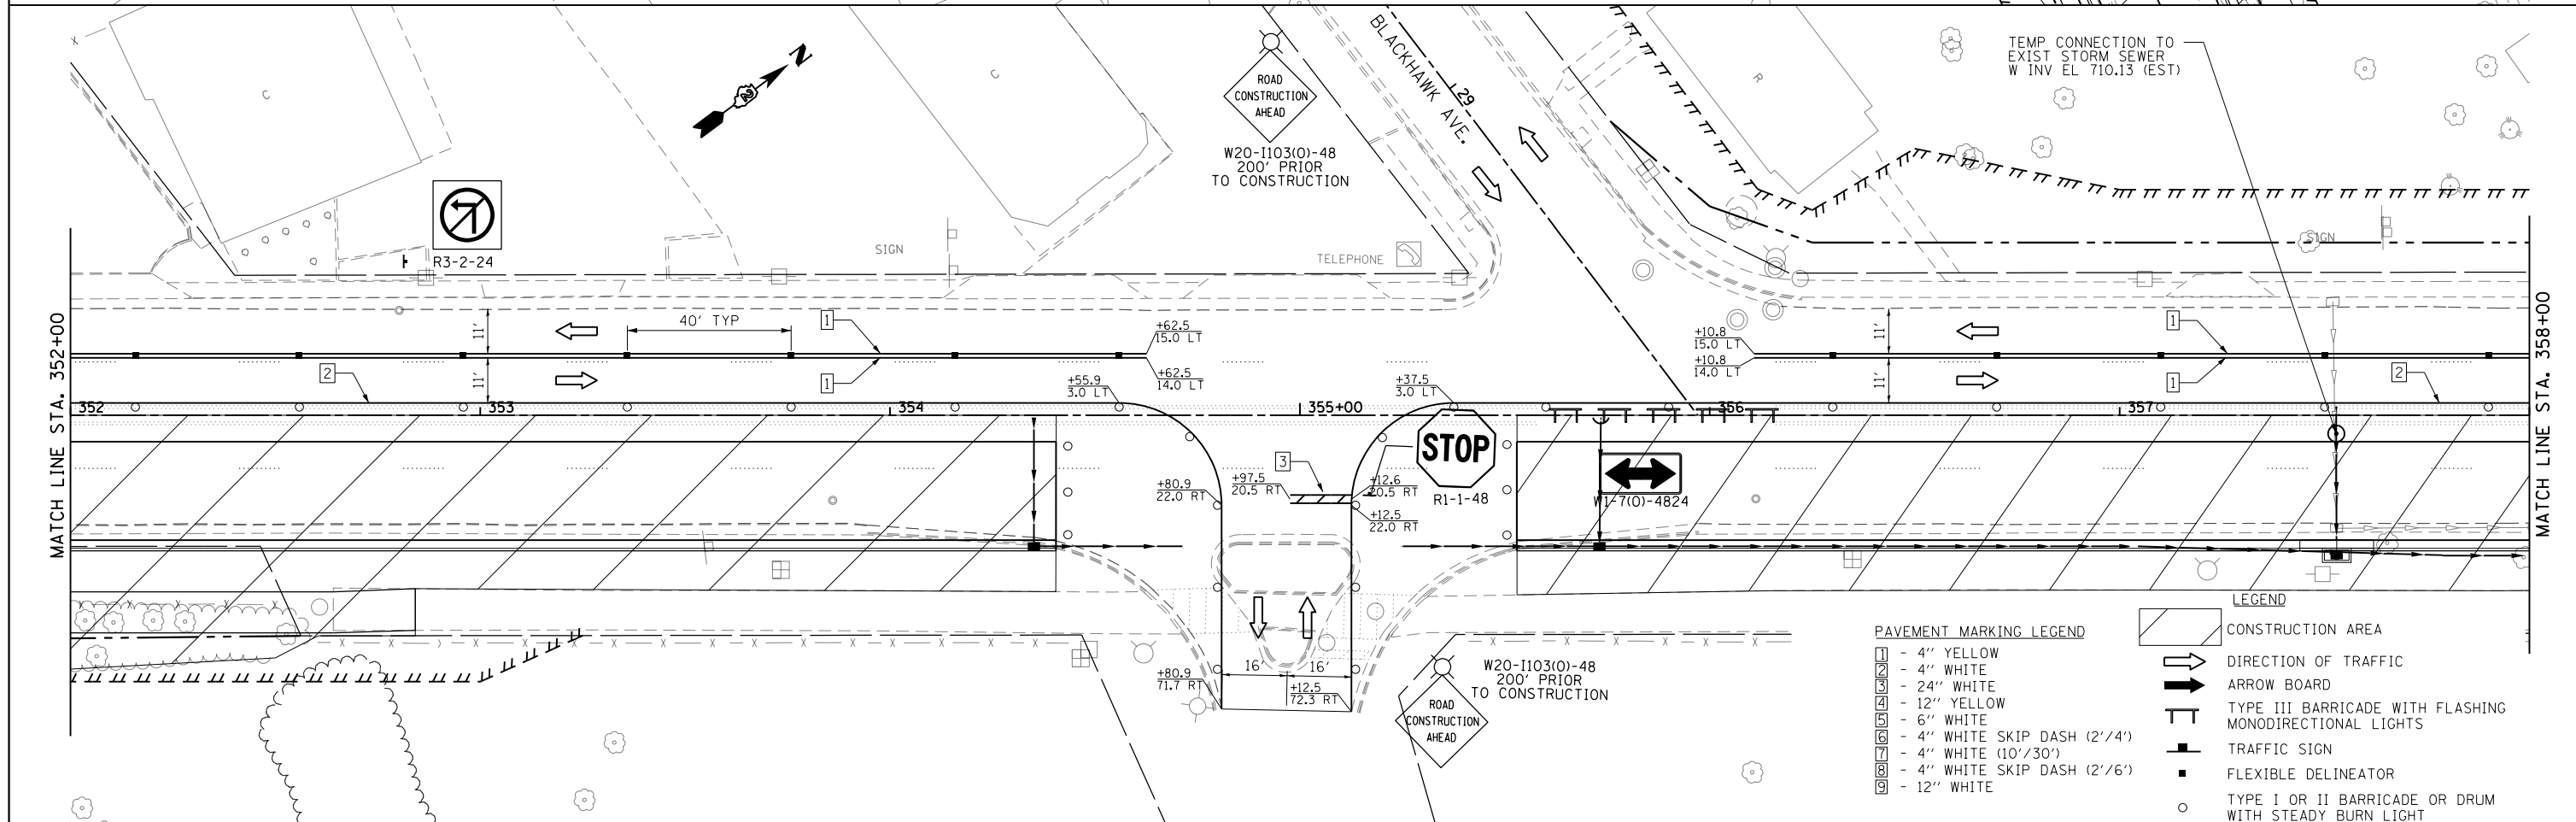 TEMP CONNECTION TO
EXIST STORM SEWER
W INV EL 710.13 (EST)
N
C
C
R
ROAD
CONSTRUCTION
AHEAD
W20-I103(0)-48
200' PRIOR
TO CONSTRUCTION
BLACKHAWK AVE.
29
R3-2-24
SIGN
TELEPHONE
SIGN
MATCH LINE STA. 352+00
MATCH LINE STA. 358+00
11'
11'
40' TYP
1
1
2
+62.5
15.0 LT
+62.5
14.0 LT
+55.9
3.0 LT
+37.5
3.0 LT
+10.8
15.0 LT
+10.8
14.0 LT
11'
11'
1
1
2
352
353
354
355+00
356
357
STOP
R1-1-48
W1-7(0)-4824
3
+80.9
22.0 RT
+97.5
20.5 RT
+12.6
20.5 RT
+12.5
22.0 RT
16'
16'
+80.9
71.7 RT
+12.5
72.3 RT
W20-I103(0)-48
200' PRIOR
TO CONSTRUCTION
ROAD
CONSTRUCTION
AHEAD
PAVEMENT MARKING LEGEND
1 - 4" YELLOW
2 - 4" WHITE
3 - 24" WHITE
4 - 12" YELLOW
5 - 6" WHITE
6 - 4" WHITE SKIP DASH (2'/4')
7 - 4" WHITE (10'/30')
8 - 4" WHITE SKIP DASH (2'/6')
9 - 12" WHITE
LEGEND
CONSTRUCTION AREA
DIRECTION OF TRAFFIC
ARROW BOARD
TYPE III BARRICADE WITH FLASHING
MONODIRECTIONAL LIGHTS
TRAFFIC SIGN
FLEXIBLE DELINEATOR
TYPE I OR II BARRICADE OR DRUM
WITH STEADY BURN LIGHT